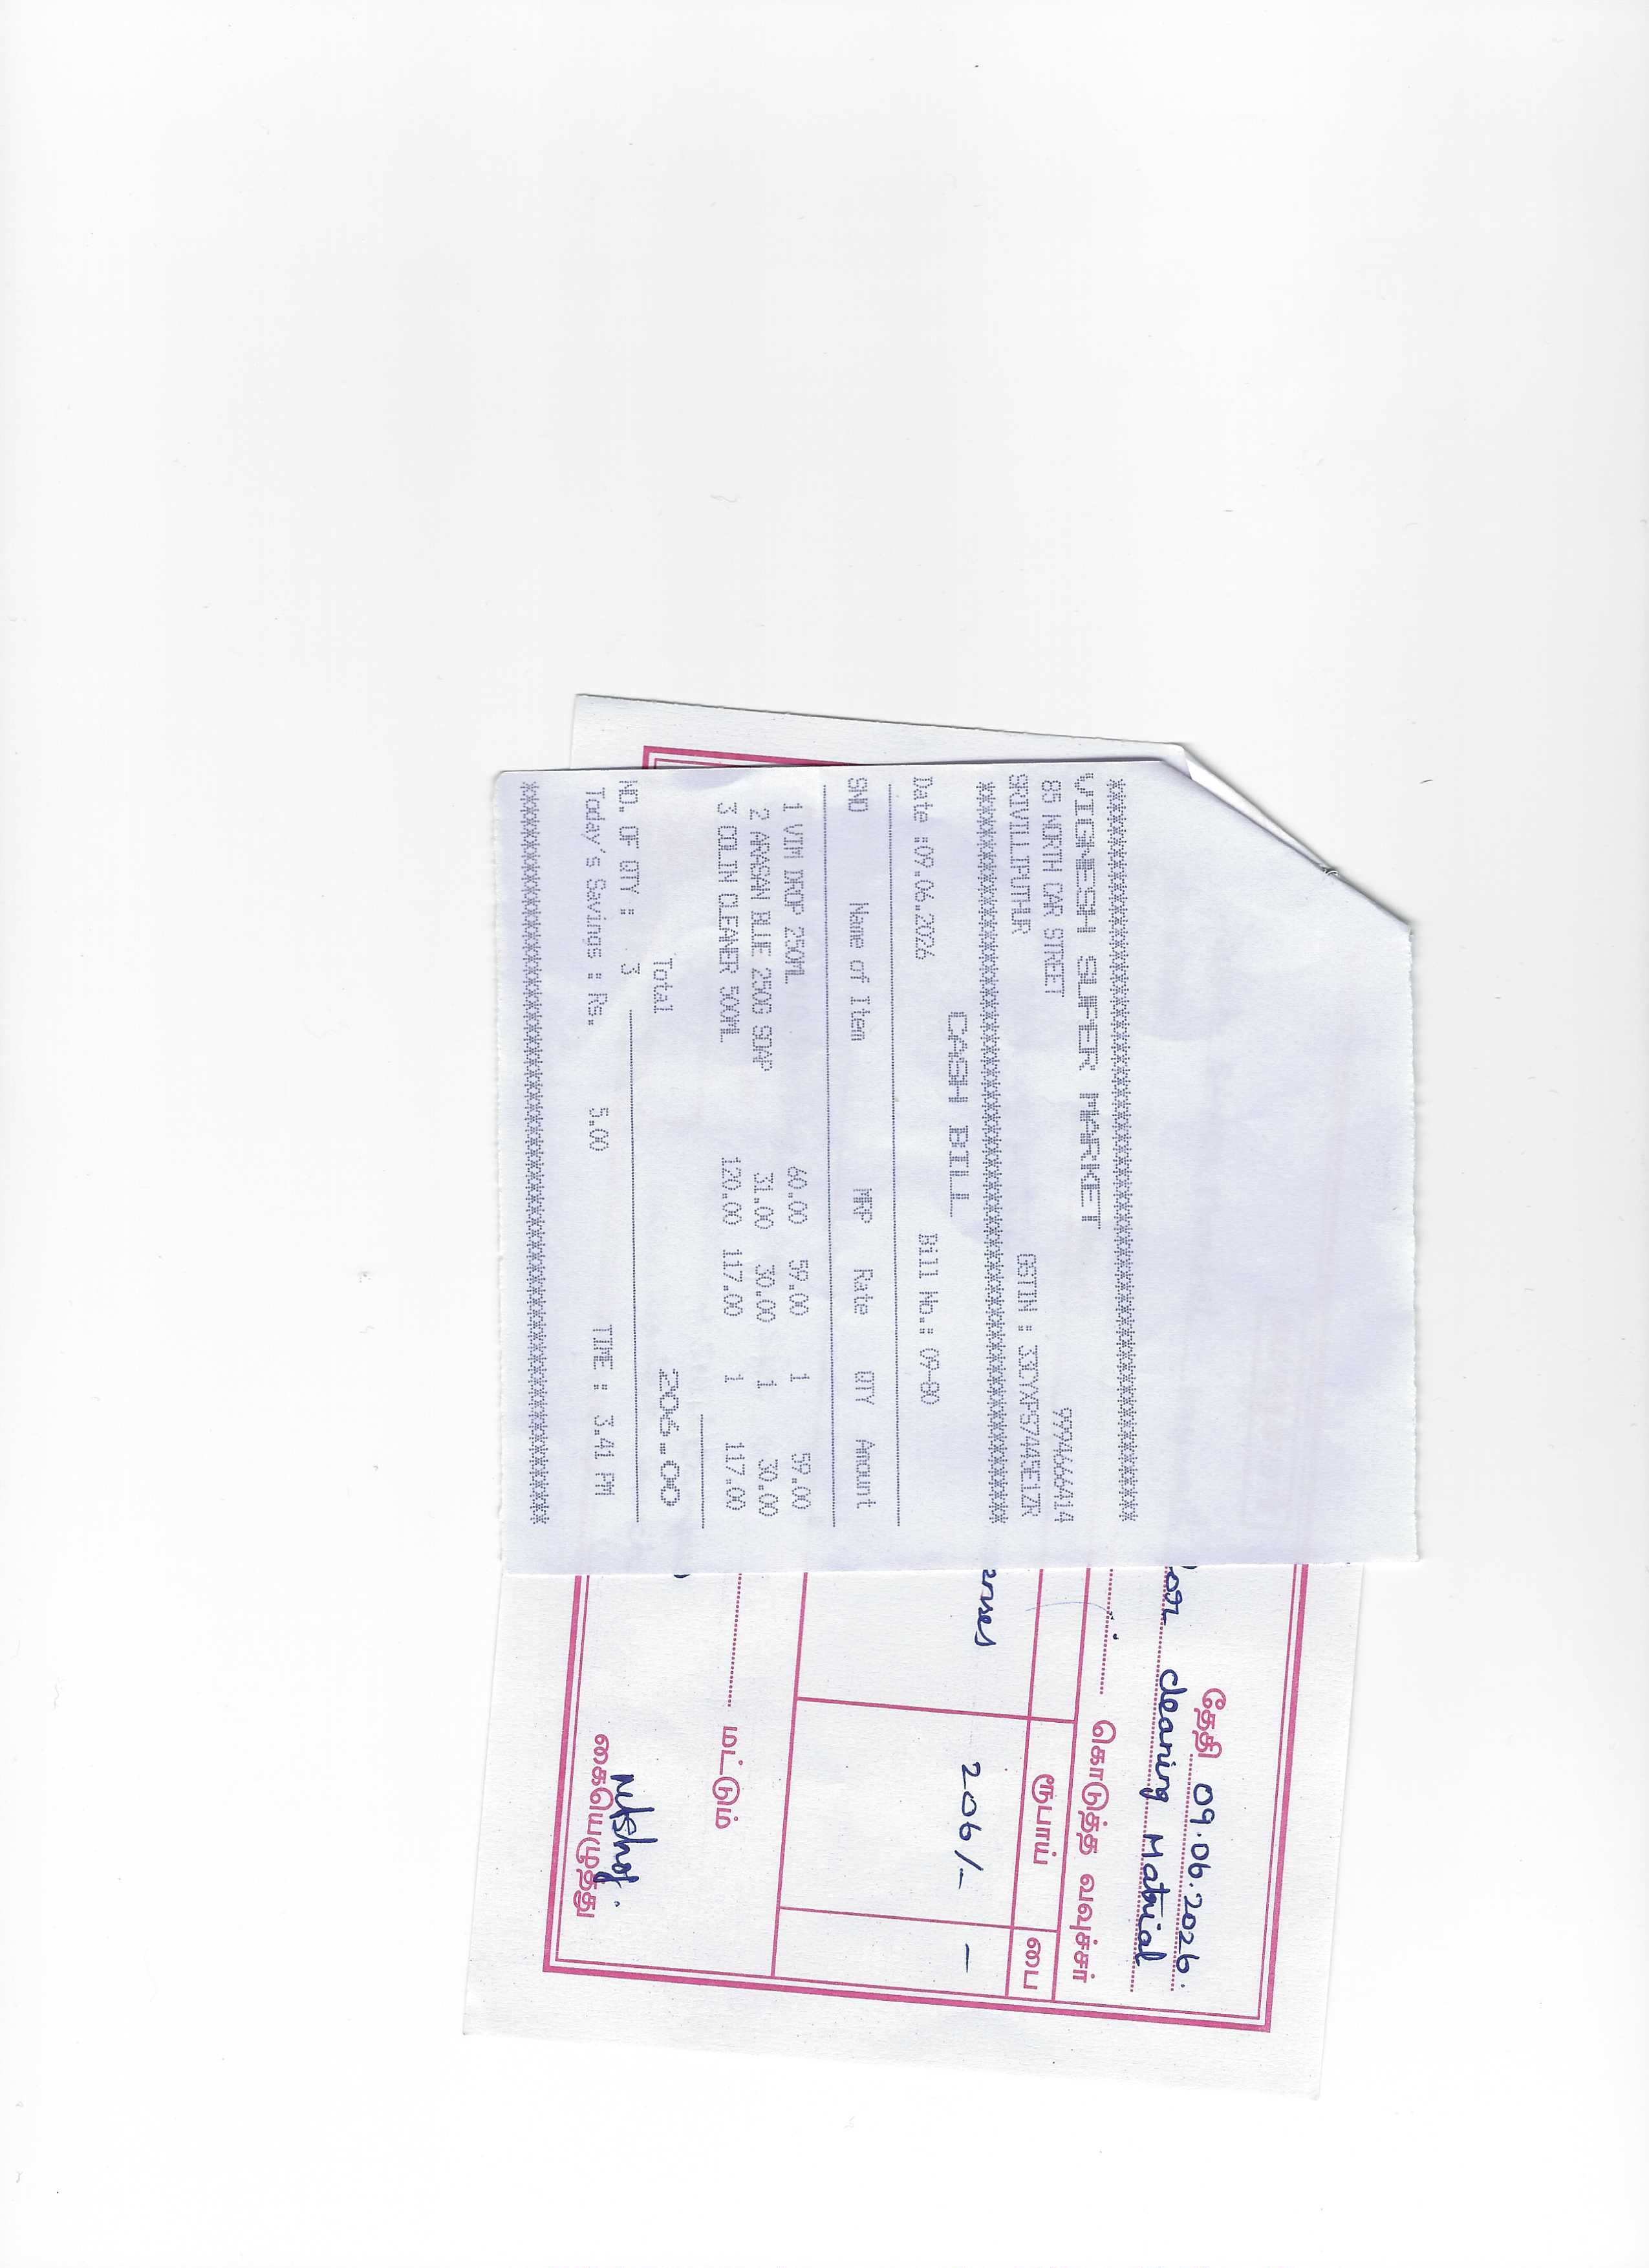 VIGNESH SUPER MARKET
85 NORTH CAR STREET 9994666414
SRIVILLIPUTHUR GSTIN : 33CYXPS7445E1ZR
CASH BILL
Date :09.06.2026 Bill No.: 09-80
SNO Name of Item MRP Rate QTY Amount
1 VIM DROP 250ML 60.00 59.00 1 59.00
2 ARASAN BLUE 250G SOAP 31.00 30.00 1 30.00
3 COLIN CLEANER 500ML 120.00 117.00 1 117.00
Total 206.00
NO. OF QTY : 3
Today's Savings : Rs. 5.00 TIME : 3.41 PM
தேதி 09.06.2026.
cleaning Material
கொடுத்த வவுச்சர்
ரூபாய் பை
206/- -
மட்டும்
கையெழுத்து